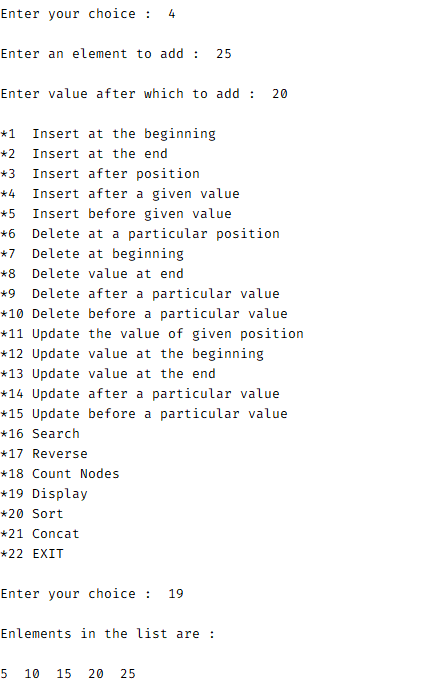 Enter your choice :  4
Enter an element to add :  25
Enter value after which to add :  20
*1  Insert at the beginning
*2  Insert at the end
*3  Insert after position
*4  Insert after a given value
*5  Insert before given value
*6  Delete at a particular position
*7  Delete at beginning
*8  Delete value at end
*9  Delete after a particular value
*10 Delete before a particular value
*11 Update the value of given position
*12 Update value at the beginning
*13 Update value at the end
*14 Update after a particular value
*15 Update before a particular value
*16 Search
*17 Reverse
*18 Count Nodes
*19 Display
*20 Sort
*21 Concat
*22 EXIT
Enter your choice :  19
Enlements in the list are :
5  10  15  20  25